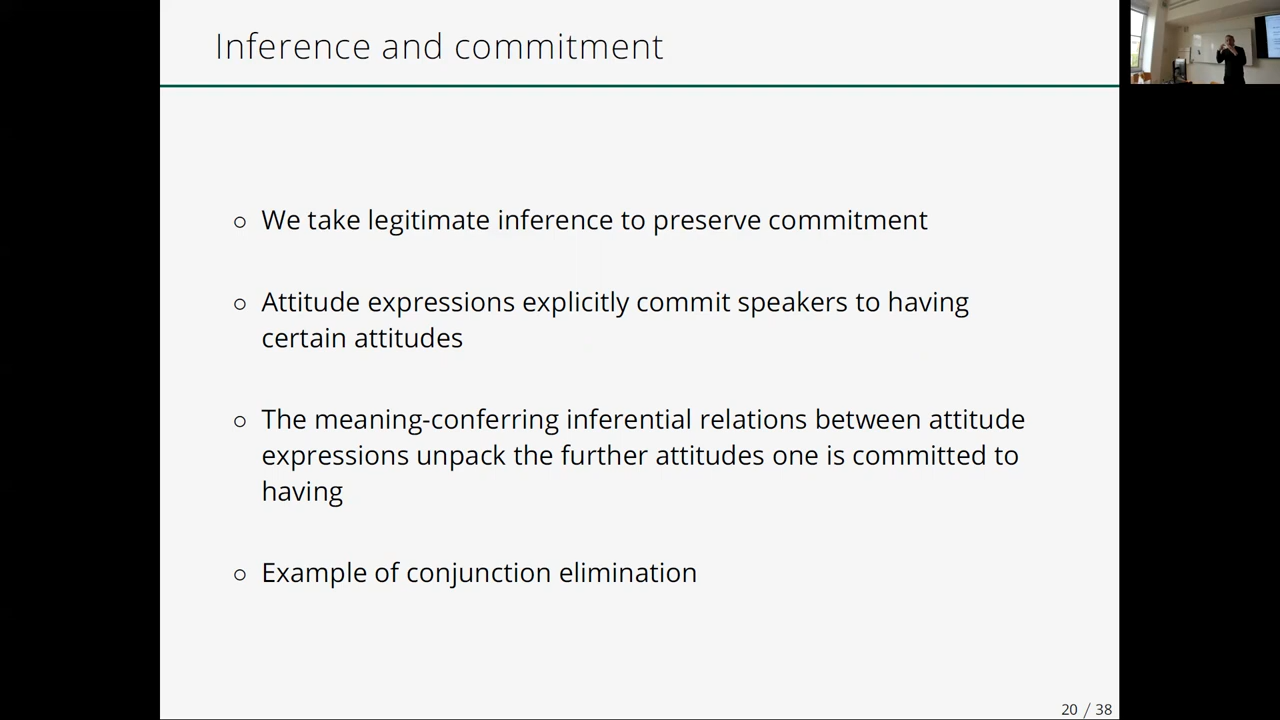 Inference and commitment
○ We take legitimate inference to preserve commitment
○ Attitude expressions explicitly commit speakers to having
certain attitudes
○ The meaning-conferring inferential relations between attitude
expressions unpack the further attitudes one is committed to
having
○ Example of conjunction elimination
20 / 38